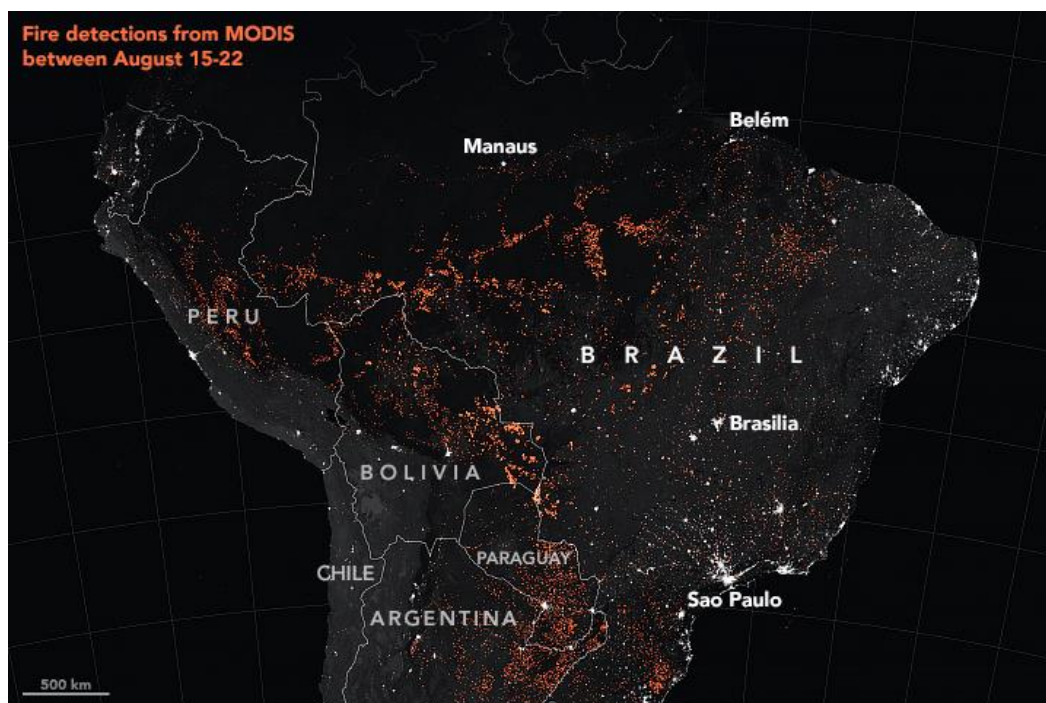 Fire detections from MODIS
between August 15-22
Belém
Manaus
PERU
BRAZIL
Brasilia
BOLIVIA
PARAGUAY
CHILE
Sao Paulo
ARGENTINA
500 km